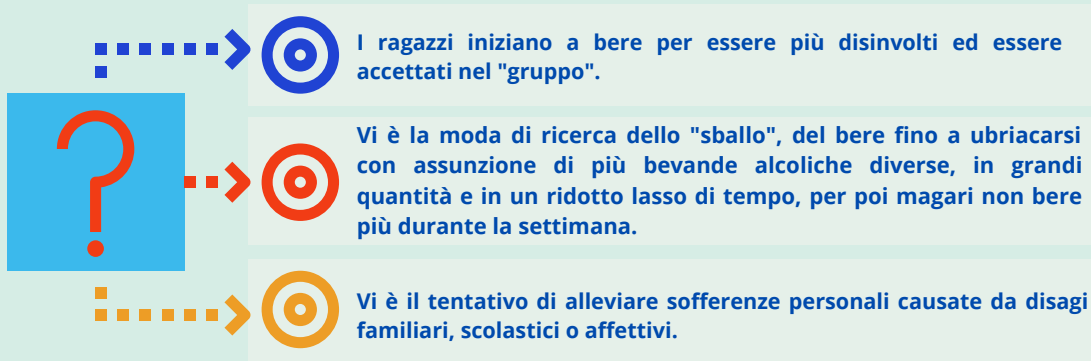 I ragazzi iniziano a bere per essere più disinvolti ed essere
accettati nel "gruppo".
Vi è la moda di ricerca dello "sballo", del bere fino a ubriacarsi
con assunzione di più bevande alcoliche diverse, in grandi
quantità e in un ridotto lasso di tempo, per poi magari non bere
più durante la settimana.
Vi è il tentativo di alleviare sofferenze personali causate da disagi
familiari, scolastici o affettivi.
?